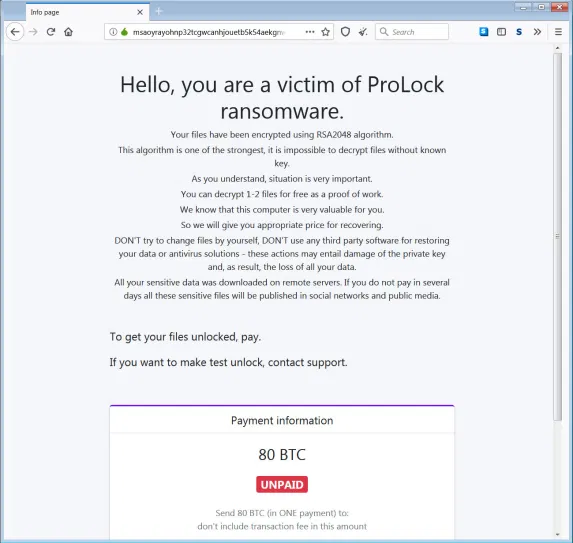 Info page
msaoyrayohnp32tcgwcanhjouetb5k54aekgn
Search
Hello, you are a victim of ProLock
ransomware.
Your files have been encrypted using RSA2048 algorithm.
This algorithm is one of the strongest, it is impossible to decrypt files without known
key.
As you understand, situation is very important.
You can decrypt 1-2 files for free as a proof of work.
We know that this computer is very valuable for you.
So we will give you appropriate price for recovering.
DON'T try to change files by yourself, DON'T use any third party software for restoring
your data or antivirus solutions - these actions may entail damage of the private key
and, as result, the loss of all your data.
All your sensitive data was downloaded on remote servers. If you do not pay in several
days all these sensitive files will be published in social networks and public media.
To get your files unlocked, pay.
If you want to make test unlock, contact support.
Payment information
80 BTC
UNPAID
Send 80 BTC (in ONE payment) to:
don't include transaction fee in this amount